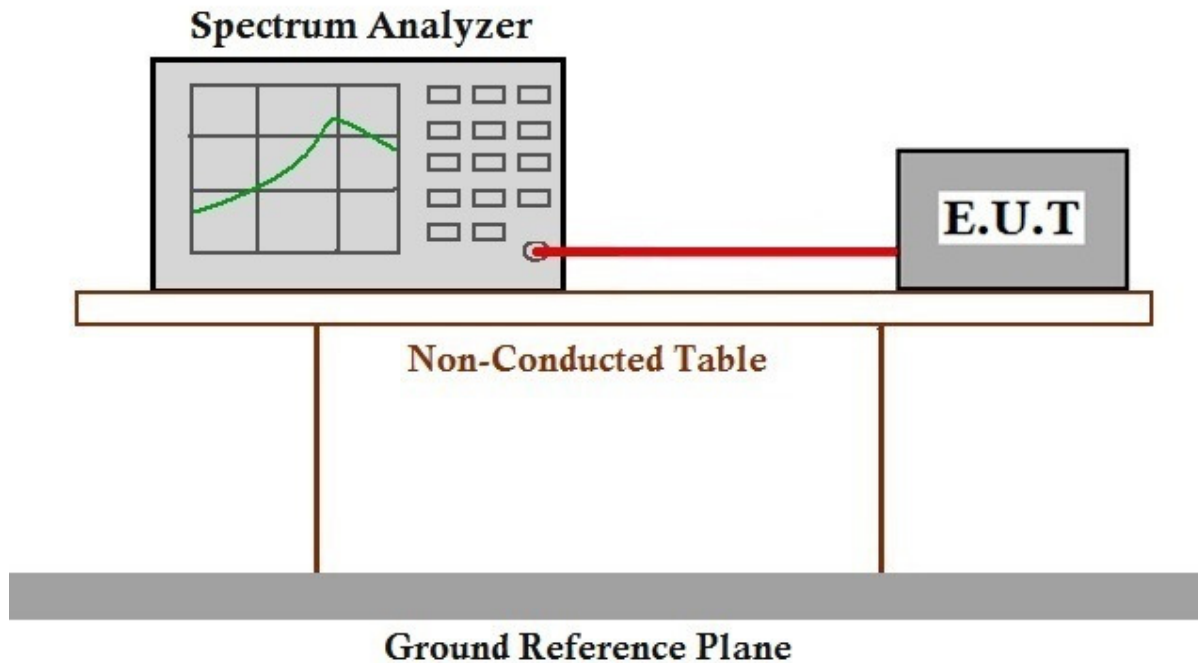 Spectrum Analyzer
E.U.T
Non-Conducted Table
Ground Reference Plane